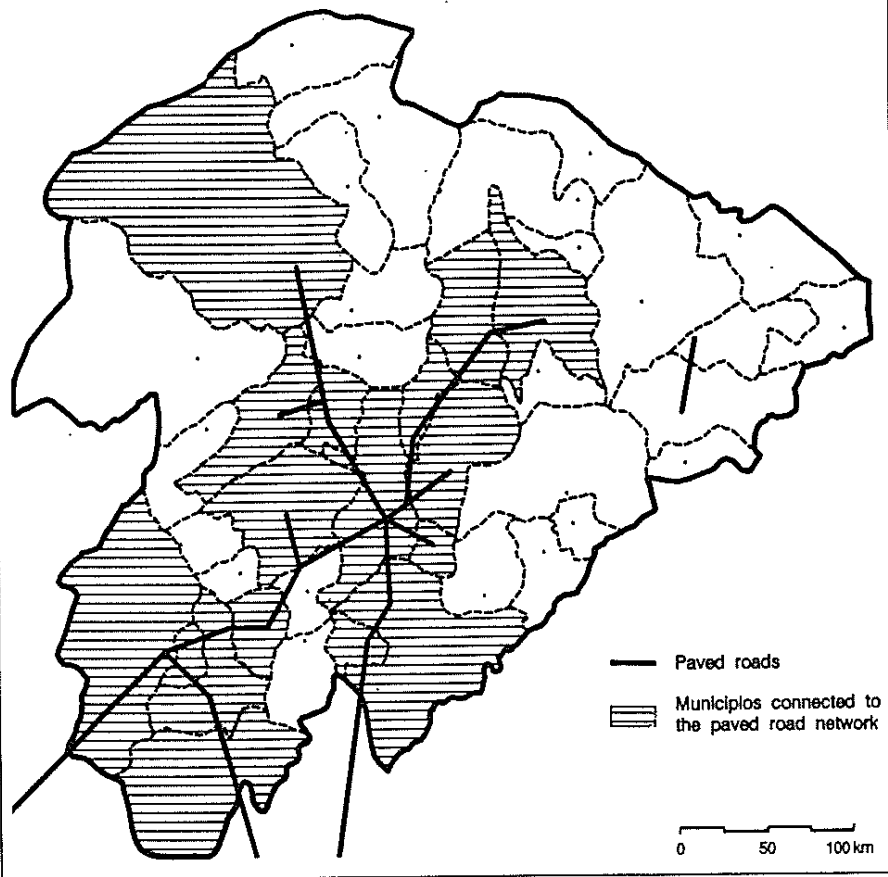 Paved roads
Municipios connected to
the paved road network
0 50 100 km